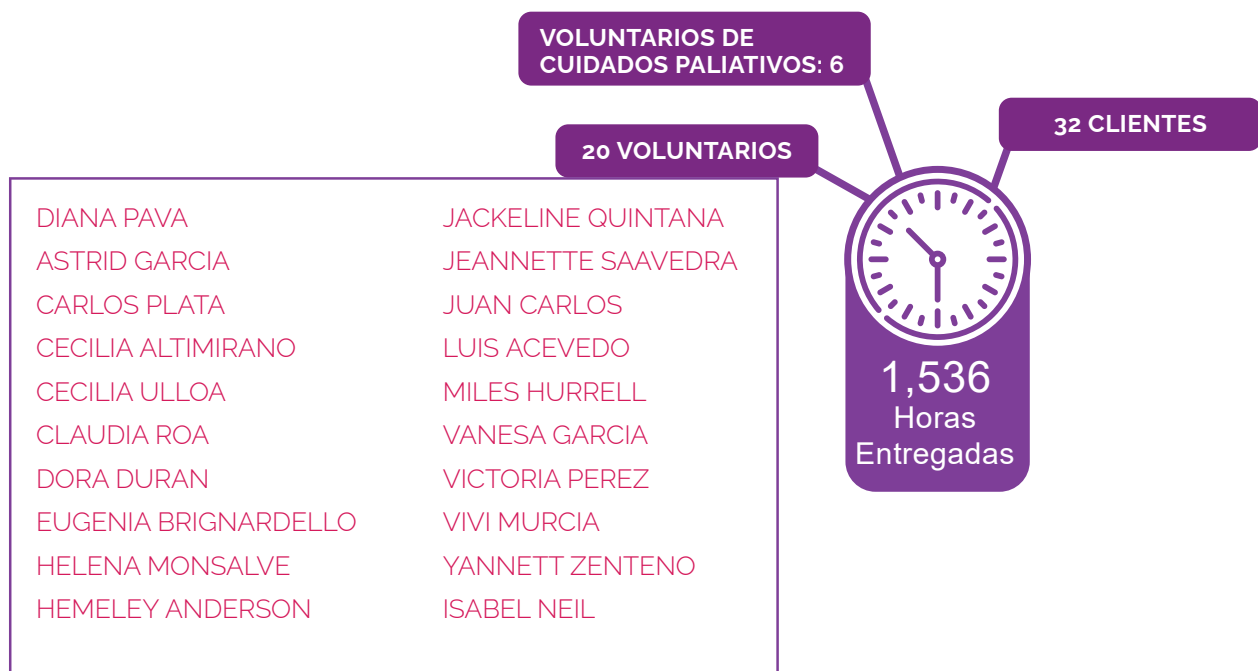 VOLUNTARIOS DE
CUIDADOS PALIATIVOS: 6
32 CLIENTES
20 VOLUNTARIOS
DIANA PAVA
ASTRID GARCIA
CARLOS PLATA
CECILIA ALTIMIRANO
CECILIA ULLOA
CLAUDIA ROA
DORA DURAN
EUGENIA BRIGNARDELLO
HELENA MONSALVE
HEMELEY ANDERSON
JACKELINE QUINTANA
JEANNETTE SAAVEDRA
JUAN CARLOS
LUIS ACEVEDO
MILES HURRELL
VANESA GARCIA
VICTORIA PEREZ
VIVI MURCIA
YANNETT ZENTENO
ISABEL NEIL
1,536
Horas
Entregadas